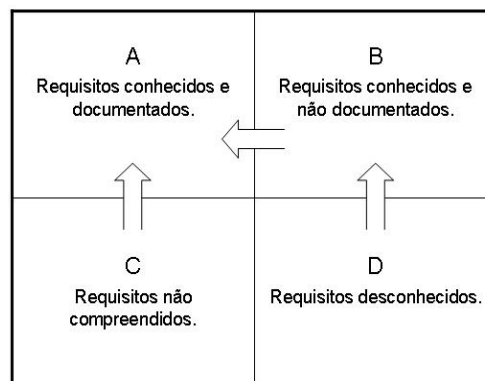 A
Requisitos conhecidos e
documentados.
B
Requisitos conhecidos e
não documentados.
C
Requisitos não
compreendidos.
D
Requisitos desconhecidos.